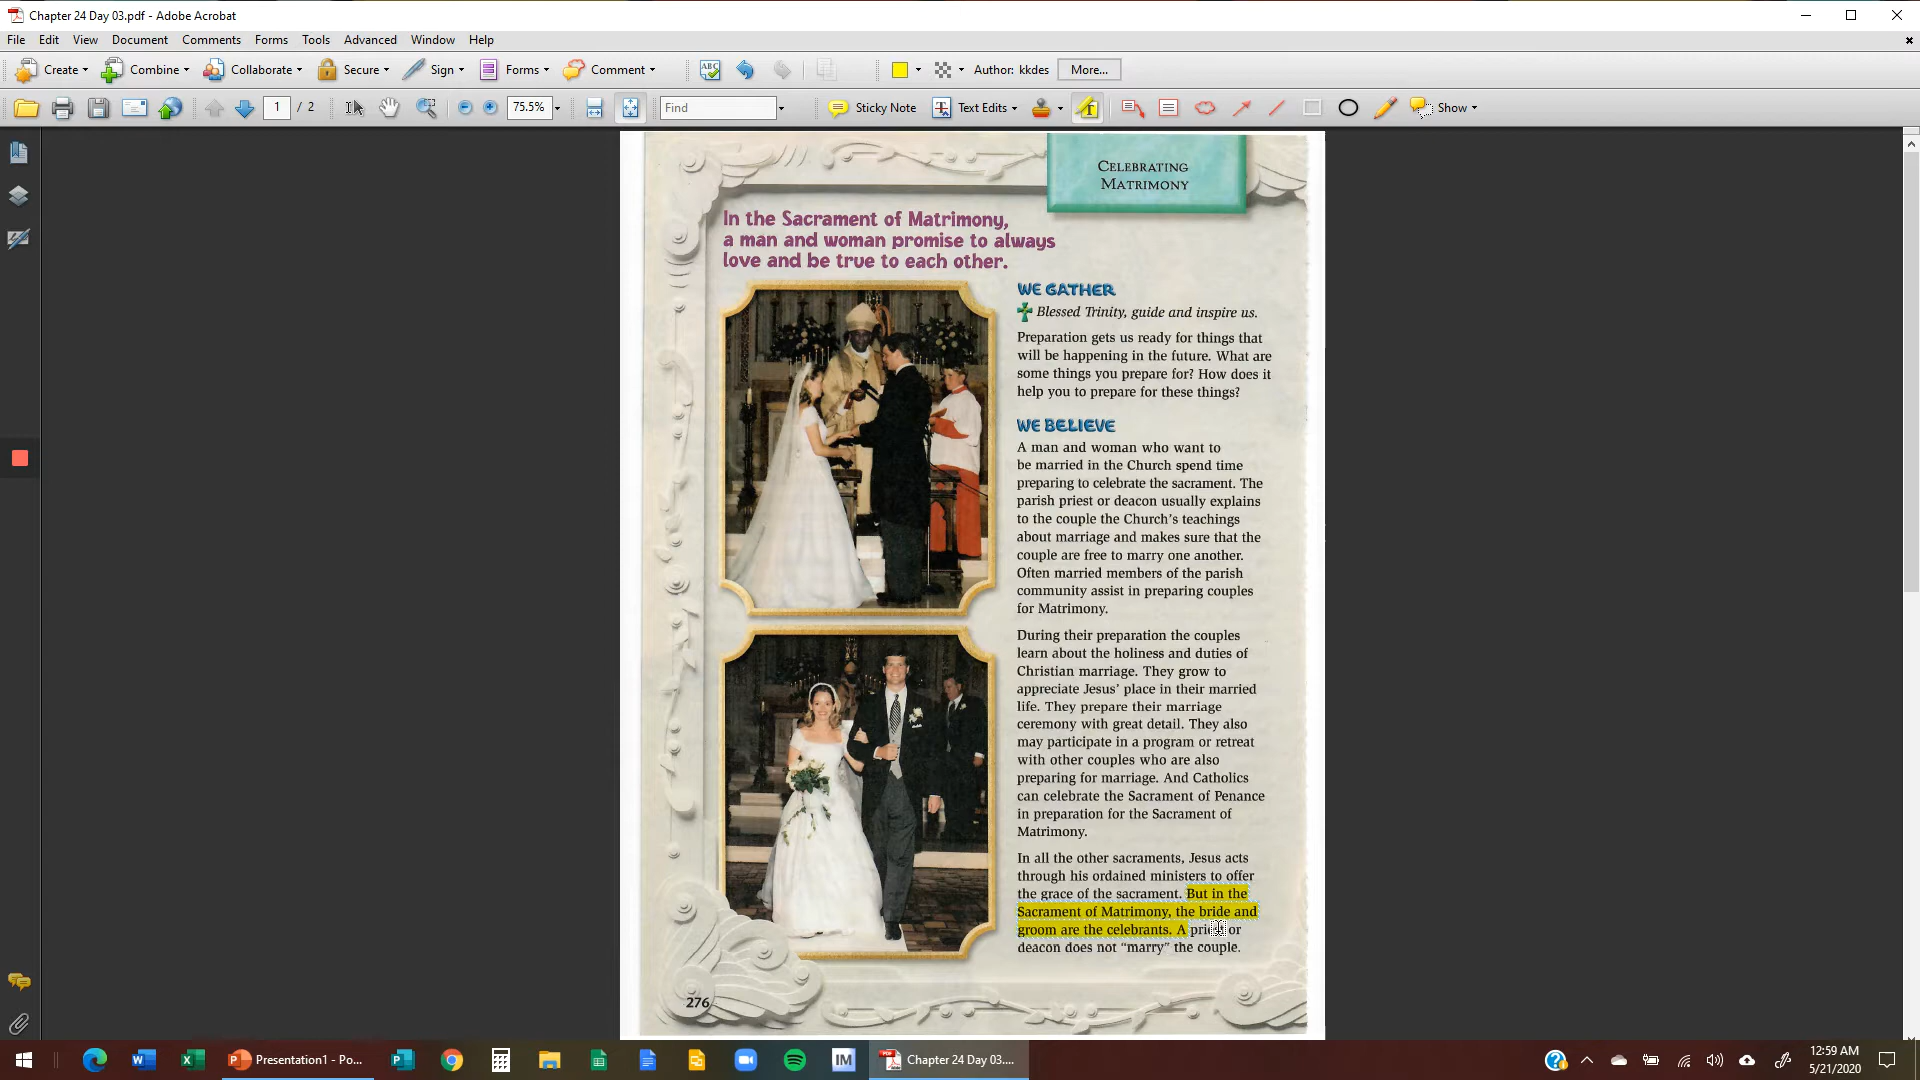 Chapter 24 Day 03.pdf - Adobe Acrobat
File Edit View Document Comments Forms Tools Advanced Window Help
Create Combine Collaborate Secure Sign Forms Comment ABC Author: kkdes More...
1 / 2 75.5% Find Sticky Note Text Edits Show
CELEBRATING
MATRIMONY
In the Sacrament of Matrimony,
a man and woman promise to always
love and be true to each other.
WE GATHER
Blessed Trinity, guide and inspire us.
Preparation gets us ready for things that
will be happening in the future. What are
some things you prepare for? How does it
help you to prepare for these things?
WE BELIEVE
A man and woman who want to
be married in the Church spend time
preparing to celebrate the sacrament. The
parish priest or deacon usually explains
to the couple the Church's teachings
about marriage and makes sure that the
couple are free to marry one another.
Often married members of the parish
community assist in preparing couples
for Matrimony.
During their preparation the couples
learn about the holiness and duties of
Christian marriage. They grow to
appreciate Jesus' place in their married
life. They prepare their marriage
ceremony with great detail. They also
may participate in a program or retreat
with other couples who are also
preparing for marriage. And Catholics
can celebrate the Sacrament of Penance
in preparation for the Sacrament of
Matrimony.
In all the other sacraments, Jesus acts
through his ordained ministers to offer
the grace of the sacrament. But in the
Sacrament of Matrimony, the bride and
groom are the celebrants. A priest or
deacon does not “marry” the couple.
276
Presentation1 - Po... IM Chapter 24 Day 03.... 12:59 AM
5/21/2020